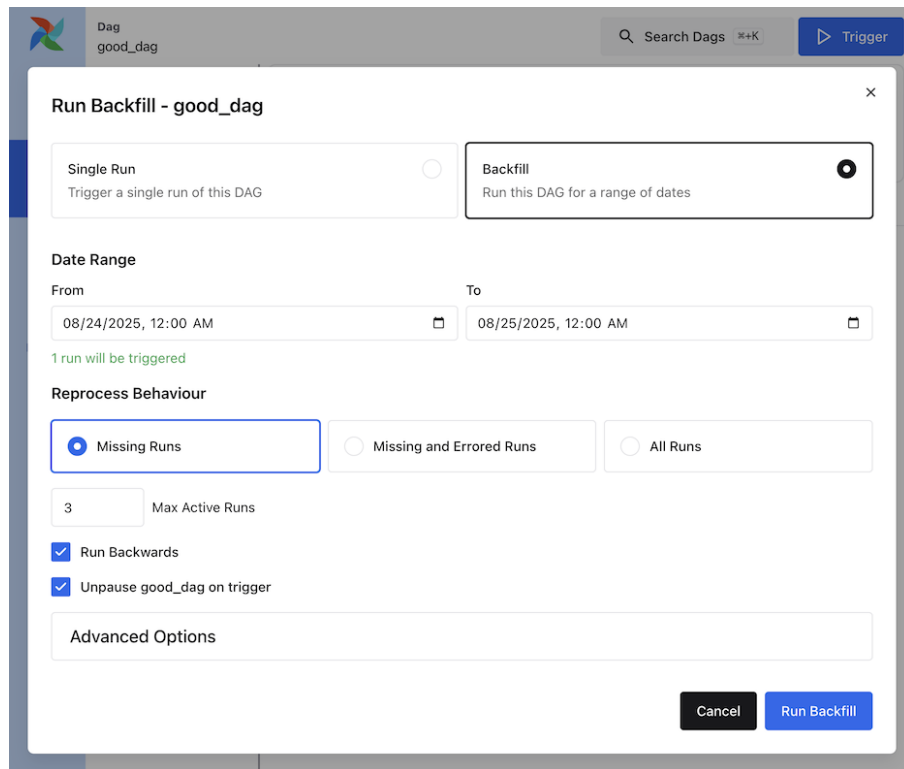 Dag
good_dag
Search Dags ⌘+K
Trigger
Run Backfill - good_dag
Single Run
Trigger a single run of this DAG
Backfill
Run this DAG for a range of dates
Date Range
From
To
08/24/2025, 12:00 AM
08/25/2025, 12:00 AM
1 run will be triggered
Reprocess Behaviour
Missing Runs
Missing and Errored Runs
All Runs
3
Max Active Runs
Run Backwards
Unpause good_dag on trigger
Advanced Options
Cancel
Run Backfill